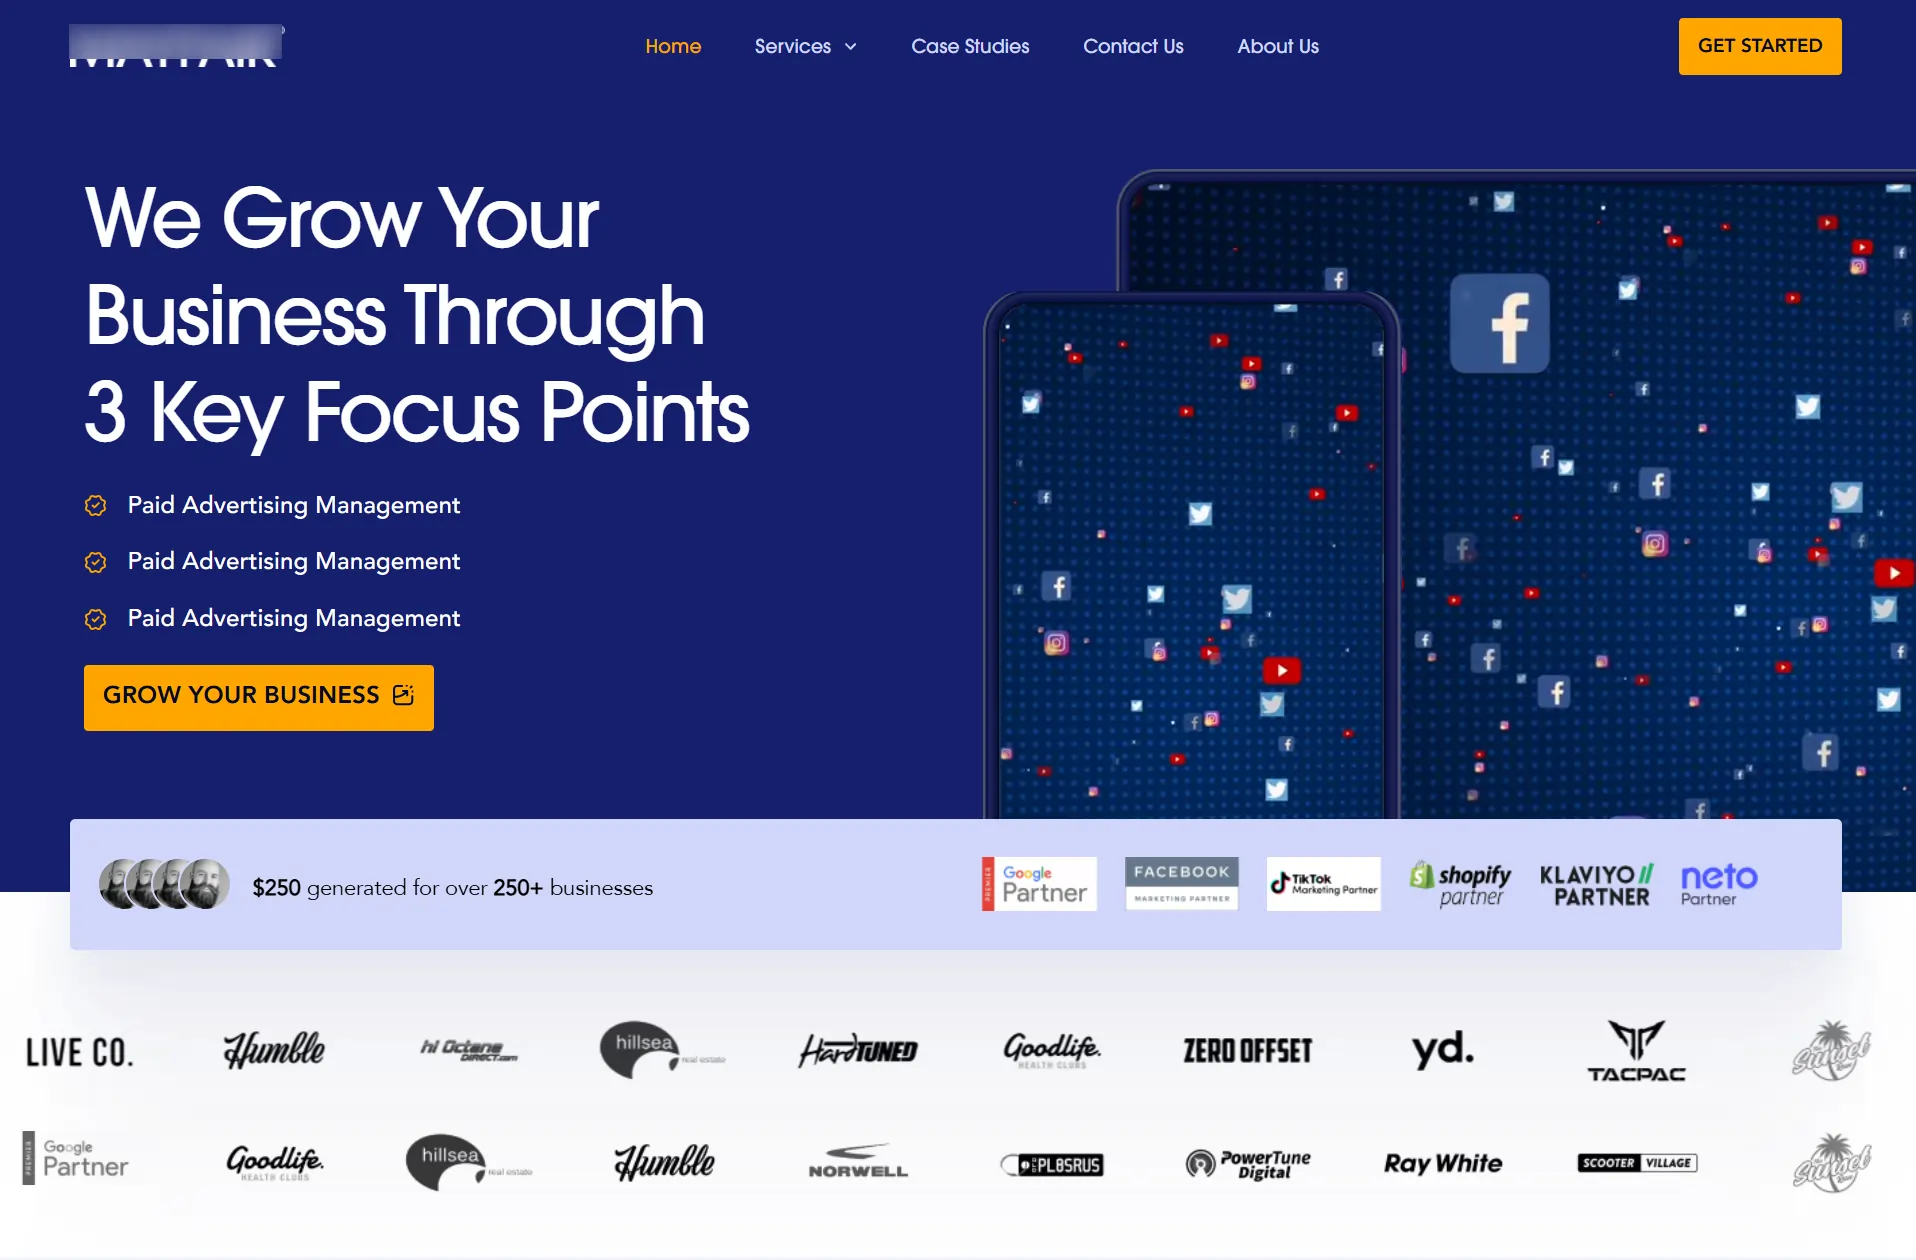 Home
Services
Case Studies
Contact Us
About Us
GET STARTED
We Grow Your
Business Through
3 Key Focus Points
Paid Advertising Management
Paid Advertising Management
Paid Advertising Management
GROW YOUR BUSINESS
$250 generated for over 250+ businesses
PREMIER
Google
Partner
FACEBOOK
MARKETING PARTNER
TikTok
Marketing Partner
shopify
partner
KLAVIYO
PARTNER
neto
Partner
LIVE CO.
Humble
hi Octane
DIRECT.com
hillsea
real estate
HardTUNED
Goodlife.
HEALTH CLUBS
ZERO OFFSET
yd.
TACPAC
Sunset
PREMIER
Google
Partner
Goodlife.
HEALTH CLUBS
hillsea
real estate
Humble
NORWELL
PL8SRUS
PowerTune
Digital
Ray White
SCOOTER VILLAGE
Sunset